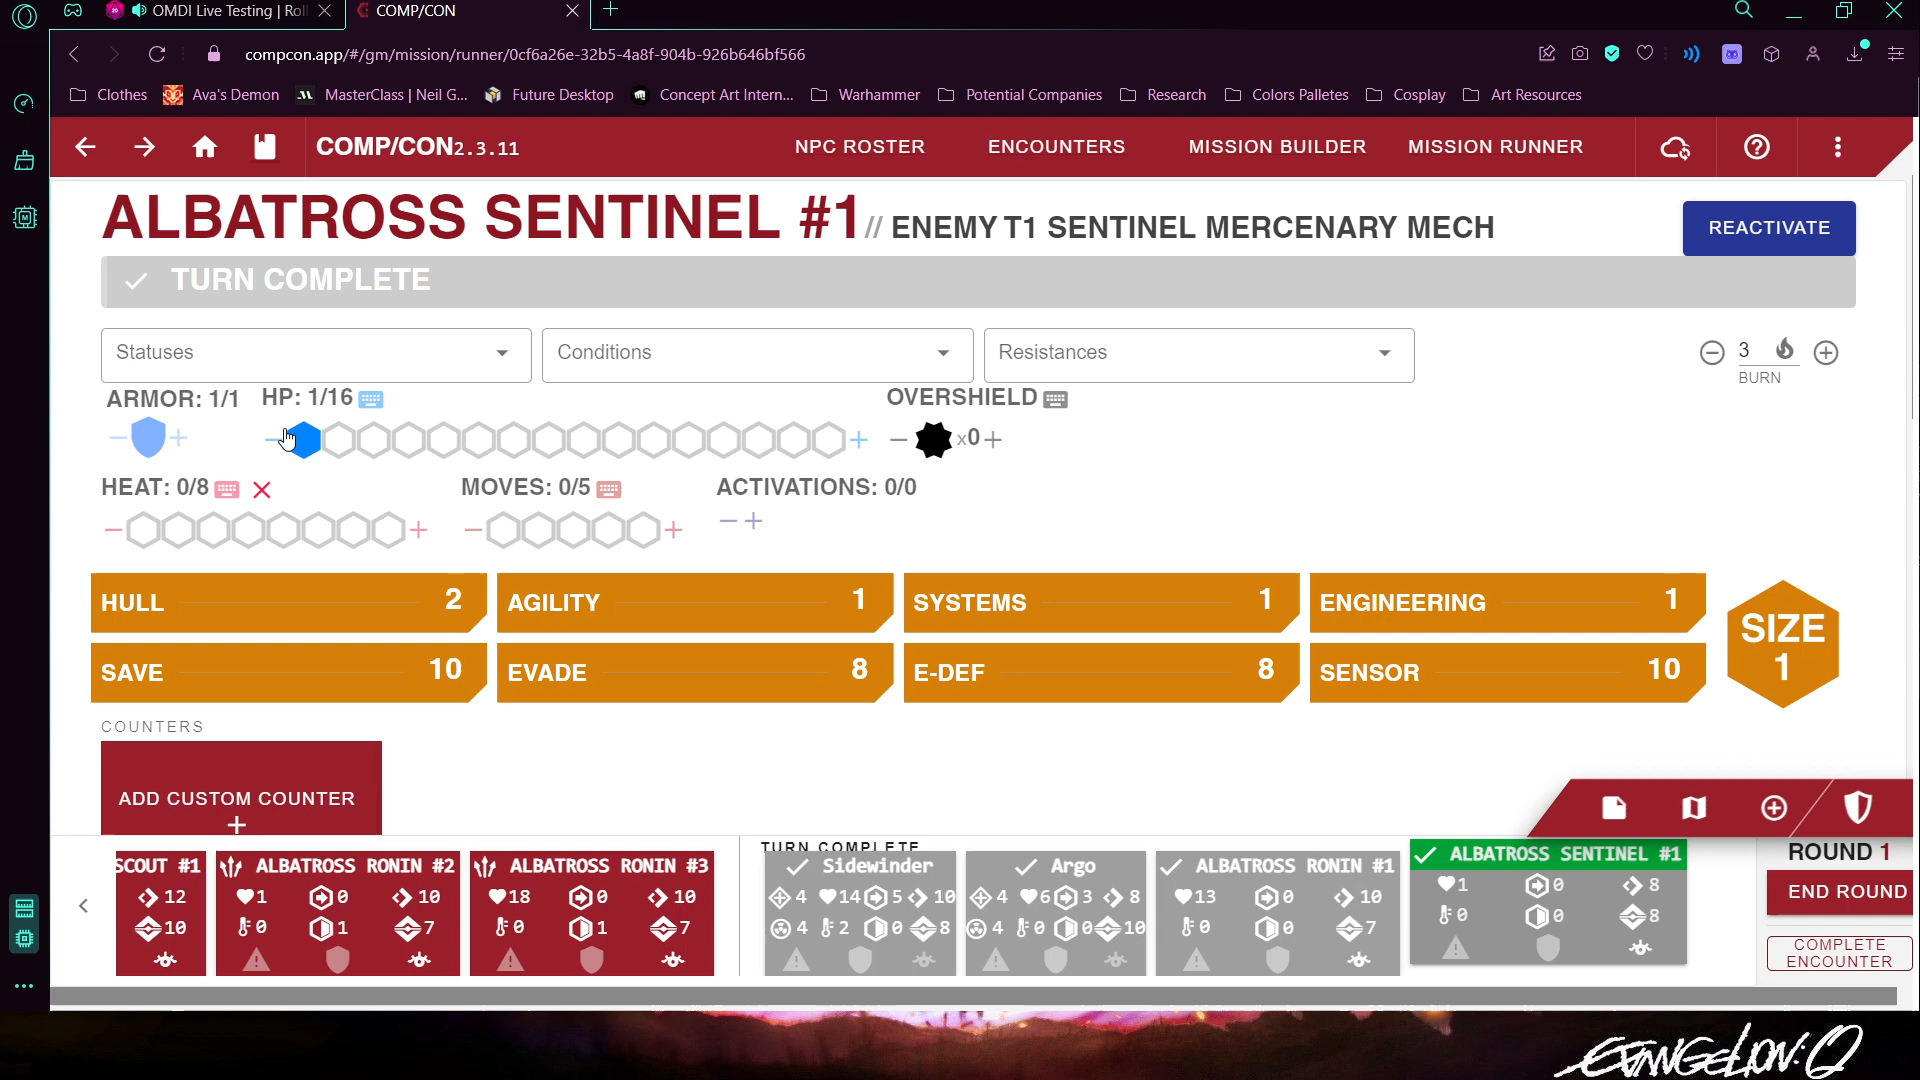 OMDI Live Testing | Roll
COMP/CON
compcon.app/#/gm/mission/runner/0cf6a26e-32b5-4a8f-904b-926b646bf566
Clothes
Ava's Demon
MasterClass | Neil G...
Future Desktop
Concept Art Intern...
Warhammer
Potential Companies
Research
Colors Palletes
Cosplay
Art Resources
COMP/CON2.3.11
NPC ROSTER
ENCOUNTERS
MISSION BUILDER
MISSION RUNNER
ALBATROSS SENTINEL #1// ENEMY T1 SENTINEL MERCENARY MECH
REACTIVATE
TURN COMPLETE
Statuses
Conditions
Resistances
3
BURN
ARMOR: 1/1
HP: 1/16
OVERSHIELD
x0
HEAT: 0/8
MOVES: 0/5
ACTIVATIONS: 0/0
HULL 2
AGILITY 1
SYSTEMS 1
ENGINEERING 1
SIZE
1
SAVE 10
EVADE 8
E-DEF 8
SENSOR 10
COUNTERS
ADD CUSTOM COUNTER
SCOUT #1
12
10
ALBATROSS RONIN #2
1 0 10
0 1 7
ALBATROSS RONIN #3
18 0 10
0 1 7
TURN COMPLETE
Sidewinder
4 14 5 10
4 2 0 8
Argo
4 6 3 8
4 0 0 10
ALBATROSS RONIN #1
13 0 10
0 0 7
ALBATROSS SENTINEL #1
1 0 8
0 0 8
ROUND 1
END ROUND
COMPLETE
ENCOUNTER
EVANGELION:Q